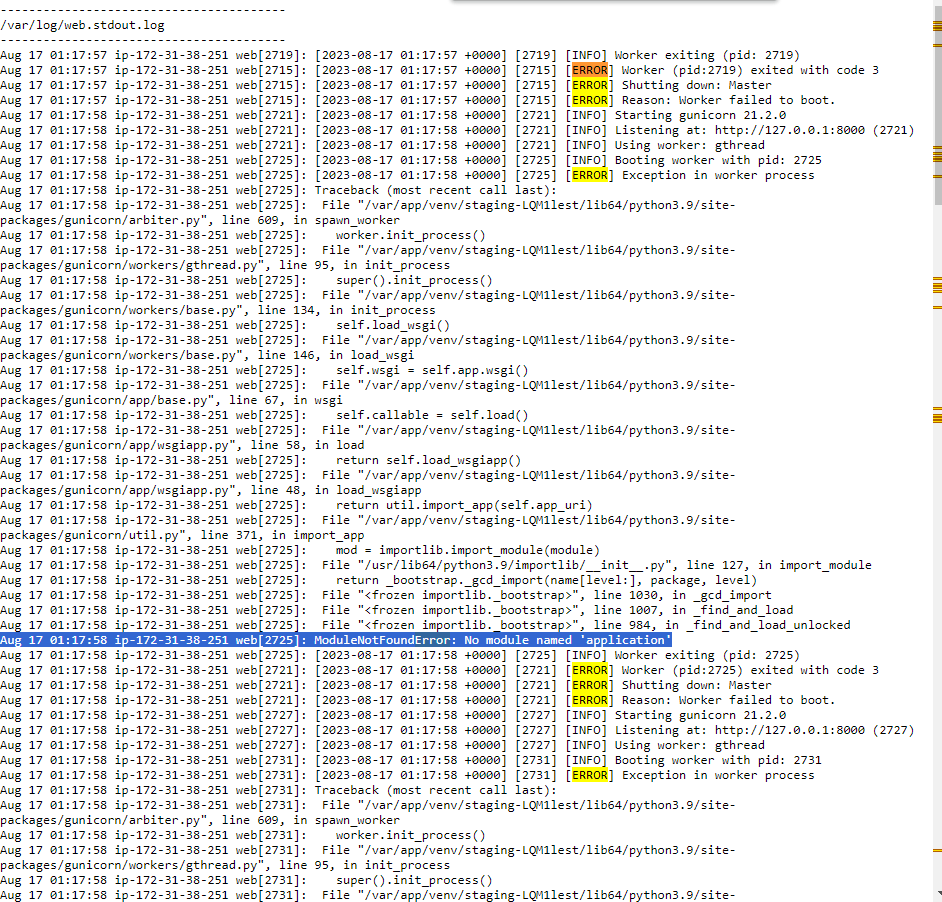 --------------------------------------
/var/log/web.stdout.log
--------------------------------------
Aug 17 01:17:57 ip-172-31-38-251 web[2719]: [2023-08-17 01:17:57 +0000] [2719] [INFO] Worker exiting (pid: 2719)
Aug 17 01:17:57 ip-172-31-38-251 web[2715]: [2023-08-17 01:17:57 +0000] [2715] [ERROR] Worker (pid:2719) exited with code 3
Aug 17 01:17:57 ip-172-31-38-251 web[2715]: [2023-08-17 01:17:57 +0000] [2715] [ERROR] Shutting down: Master
Aug 17 01:17:57 ip-172-31-38-251 web[2715]: [2023-08-17 01:17:57 +0000] [2715] [ERROR] Reason: Worker failed to boot.
Aug 17 01:17:58 ip-172-31-38-251 web[2721]: [2023-08-17 01:17:58 +0000] [2721] [INFO] Starting gunicorn 21.2.0
Aug 17 01:17:58 ip-172-31-38-251 web[2721]: [2023-08-17 01:17:58 +0000] [2721] [INFO] Listening at: http://127.0.0.1:8000 (2721)
Aug 17 01:17:58 ip-172-31-38-251 web[2721]: [2023-08-17 01:17:58 +0000] [2721] [INFO] Using worker: gthread
Aug 17 01:17:58 ip-172-31-38-251 web[2725]: [2023-08-17 01:17:58 +0000] [2725] [INFO] Booting worker with pid: 2725
Aug 17 01:17:58 ip-172-31-38-251 web[2725]: [2023-08-17 01:17:58 +0000] [2725] [ERROR] Exception in worker process
Aug 17 01:17:58 ip-172-31-38-251 web[2725]: Traceback (most recent call last):
Aug 17 01:17:58 ip-172-31-38-251 web[2725]:  File "/var/app/venv/staging-LQM1lest/lib64/python3.9/site-
packages/gunicorn/arbiter.py", line 609, in spawn_worker
Aug 17 01:17:58 ip-172-31-38-251 web[2725]:    worker.init_process()
Aug 17 01:17:58 ip-172-31-38-251 web[2725]:  File "/var/app/venv/staging-LQM1lest/lib64/python3.9/site-
packages/gunicorn/workers/gthread.py", line 95, in init_process
Aug 17 01:17:58 ip-172-31-38-251 web[2725]:    super().init_process()
Aug 17 01:17:58 ip-172-31-38-251 web[2725]:  File "/var/app/venv/staging-LQM1lest/lib64/python3.9/site-
packages/gunicorn/workers/base.py", line 134, in init_process
Aug 17 01:17:58 ip-172-31-38-251 web[2725]:    self.load_wsgi()
Aug 17 01:17:58 ip-172-31-38-251 web[2725]:  File "/var/app/venv/staging-LQM1lest/lib64/python3.9/site-
packages/gunicorn/workers/base.py", line 146, in load_wsgi
Aug 17 01:17:58 ip-172-31-38-251 web[2725]:    self.wsgi = self.app.wsgi()
Aug 17 01:17:58 ip-172-31-38-251 web[2725]:  File "/var/app/venv/staging-LQM1lest/lib64/python3.9/site-
packages/gunicorn/app/base.py", line 67, in wsgi
Aug 17 01:17:58 ip-172-31-38-251 web[2725]:    self.callable = self.load()
Aug 17 01:17:58 ip-172-31-38-251 web[2725]:  File "/var/app/venv/staging-LQM1lest/lib64/python3.9/site-
packages/gunicorn/app/wsgiapp.py", line 58, in load
Aug 17 01:17:58 ip-172-31-38-251 web[2725]:    return self.load_wsgiapp()
Aug 17 01:17:58 ip-172-31-38-251 web[2725]:  File "/var/app/venv/staging-LQM1lest/lib64/python3.9/site-
packages/gunicorn/app/wsgiapp.py", line 48, in load_wsgiapp
Aug 17 01:17:58 ip-172-31-38-251 web[2725]:    return util.import_app(self.app_uri)
Aug 17 01:17:58 ip-172-31-38-251 web[2725]:  File "/var/app/venv/staging-LQM1lest/lib64/python3.9/site-
packages/gunicorn/util.py", line 371, in import_app
Aug 17 01:17:58 ip-172-31-38-251 web[2725]:    mod = importlib.import_module(module)
Aug 17 01:17:58 ip-172-31-38-251 web[2725]:  File "/usr/lib64/python3.9/importlib/__init__.py", line 127, in import_module
Aug 17 01:17:58 ip-172-31-38-251 web[2725]:    return _bootstrap._gcd_import(name[level:], package, level)
Aug 17 01:17:58 ip-172-31-38-251 web[2725]:  File "<frozen importlib._bootstrap>", line 1030, in _gcd_import
Aug 17 01:17:58 ip-172-31-38-251 web[2725]:  File "<frozen importlib._bootstrap>", line 1007, in _find_and_load
Aug 17 01:17:58 ip-172-31-38-251 web[2725]:  File "<frozen importlib._bootstrap>", line 984, in _find_and_load_unlocked
Aug 17 01:17:58 ip-172-31-38-251 web[2725]: ModuleNotFoundError: No module named 'application'
Aug 17 01:17:58 ip-172-31-38-251 web[2725]: [2023-08-17 01:17:58 +0000] [2725] [INFO] Worker exiting (pid: 2725)
Aug 17 01:17:58 ip-172-31-38-251 web[2721]: [2023-08-17 01:17:58 +0000] [2721] [ERROR] Worker (pid:2725) exited with code 3
Aug 17 01:17:58 ip-172-31-38-251 web[2721]: [2023-08-17 01:17:58 +0000] [2721] [ERROR] Shutting down: Master
Aug 17 01:17:58 ip-172-31-38-251 web[2721]: [2023-08-17 01:17:58 +0000] [2721] [ERROR] Reason: Worker failed to boot.
Aug 17 01:17:58 ip-172-31-38-251 web[2727]: [2023-08-17 01:17:58 +0000] [2727] [INFO] Starting gunicorn 21.2.0
Aug 17 01:17:58 ip-172-31-38-251 web[2727]: [2023-08-17 01:17:58 +0000] [2727] [INFO] Listening at: http://127.0.0.1:8000 (2727)
Aug 17 01:17:58 ip-172-31-38-251 web[2727]: [2023-08-17 01:17:58 +0000] [2727] [INFO] Using worker: gthread
Aug 17 01:17:58 ip-172-31-38-251 web[2731]: [2023-08-17 01:17:58 +0000] [2731] [INFO] Booting worker with pid: 2731
Aug 17 01:17:58 ip-172-31-38-251 web[2731]: [2023-08-17 01:17:58 +0000] [2731] [ERROR] Exception in worker process
Aug 17 01:17:58 ip-172-31-38-251 web[2731]: Traceback (most recent call last):
Aug 17 01:17:58 ip-172-31-38-251 web[2731]:  File "/var/app/venv/staging-LQM1lest/lib64/python3.9/site-
packages/gunicorn/arbiter.py", line 609, in spawn_worker
Aug 17 01:17:58 ip-172-31-38-251 web[2731]:    worker.init_process()
Aug 17 01:17:58 ip-172-31-38-251 web[2731]:  File "/var/app/venv/staging-LQM1lest/lib64/python3.9/site-
packages/gunicorn/workers/gthread.py", line 95, in init_process
Aug 17 01:17:58 ip-172-31-38-251 web[2731]:    super().init_process()
Aug 17 01:17:58 ip-172-31-38-251 web[2731]:  File "/var/app/venv/staging-LQM1lest/lib64/python3.9/site-